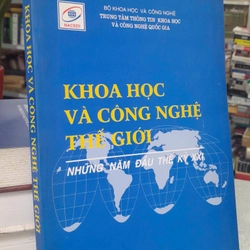 BỘ KHOA HỌC VÀ CÔNG NGHỆ
TRUNG TÂM THÔNG TIN KHOA HỌC
VÀ CÔNG NGHỆ QUỐC GIA
NACESTI
KHOA HỌC
VÀ CÔNG NGHỆ
THẾ GIỚI
NHỮNG NĂM ĐẦU THẾ KỶ XXI
KHOA HỌC VÀ CÔNG NGHỆ THẾ GIỚI